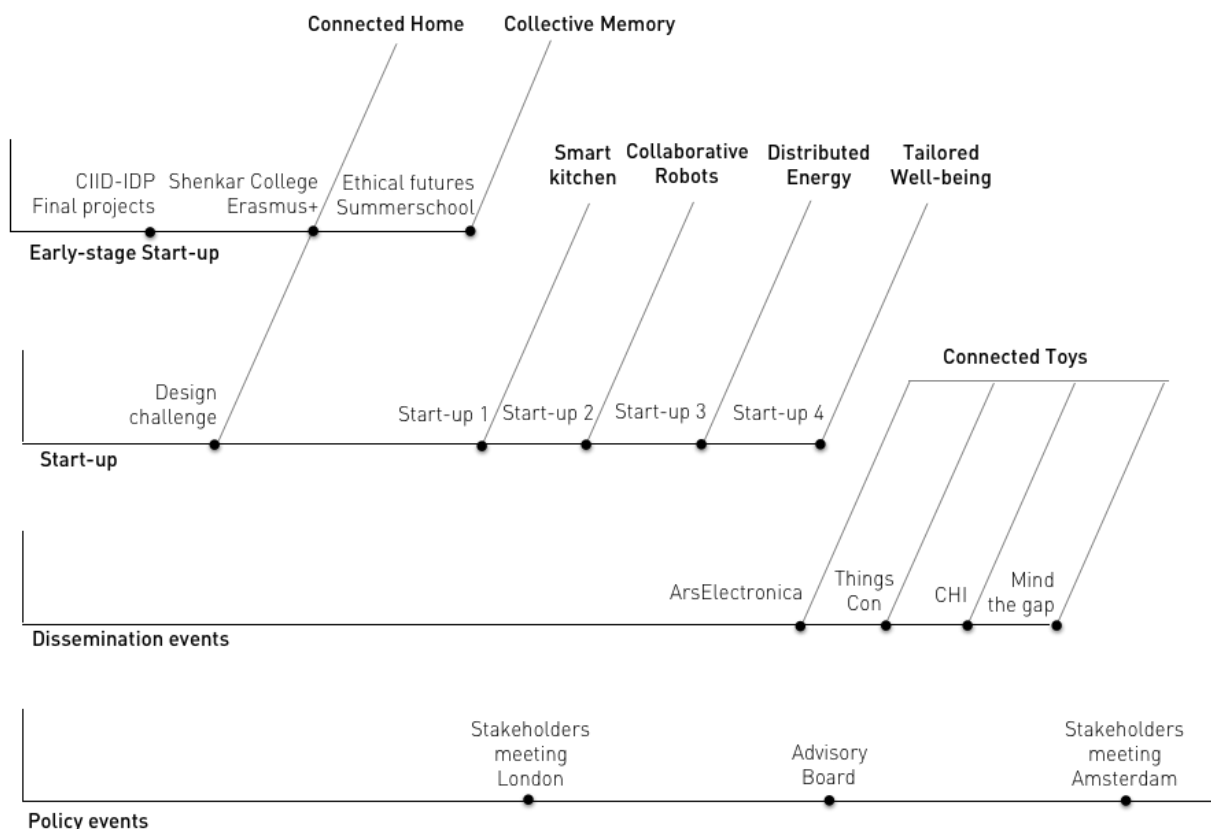 Connected Home
Collective Memory
Smart
kitchen
Collaborative
Robots
Distributed
Energy
Tailored
Well-being
CIID-IDP
Final projects
Shenkar College
Erasmus+
Ethical futures
Summerschool
Early-stage Start-up
Connected Toys
Design
challenge
Start-up 1
Start-up 2
Start-up 3
Start-up 4
Start-up
ArsElectronica
Things
Con
CHI
Mind
the gap
Dissemination events
Stakeholders
meeting
London
Advisory
Board
Stakeholders
meeting
Amsterdam
Policy events